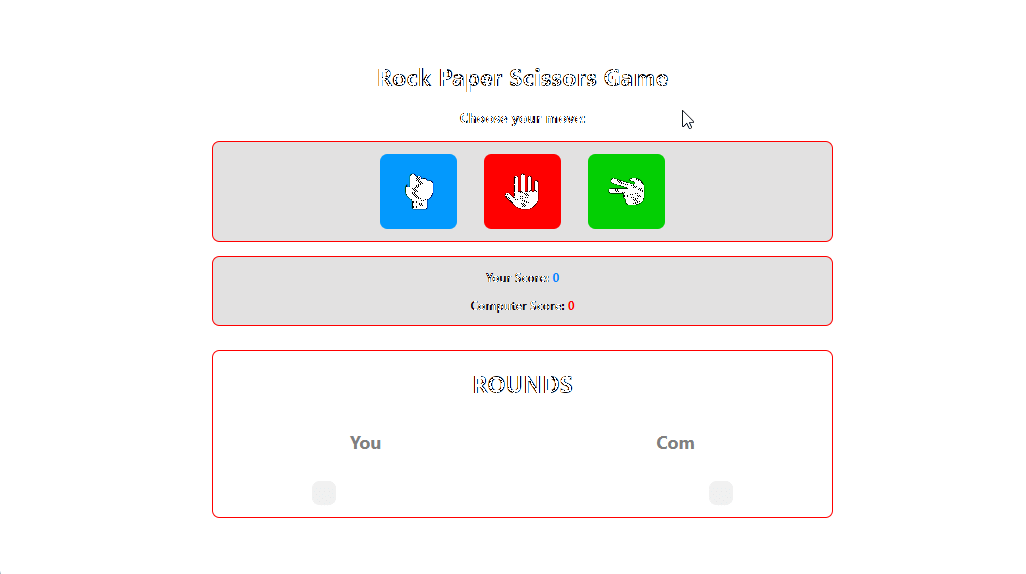 Rock Paper Scissors Game
Choose your move:
Your Score: 0
Computer Score: 0
ROUNDS
You Com